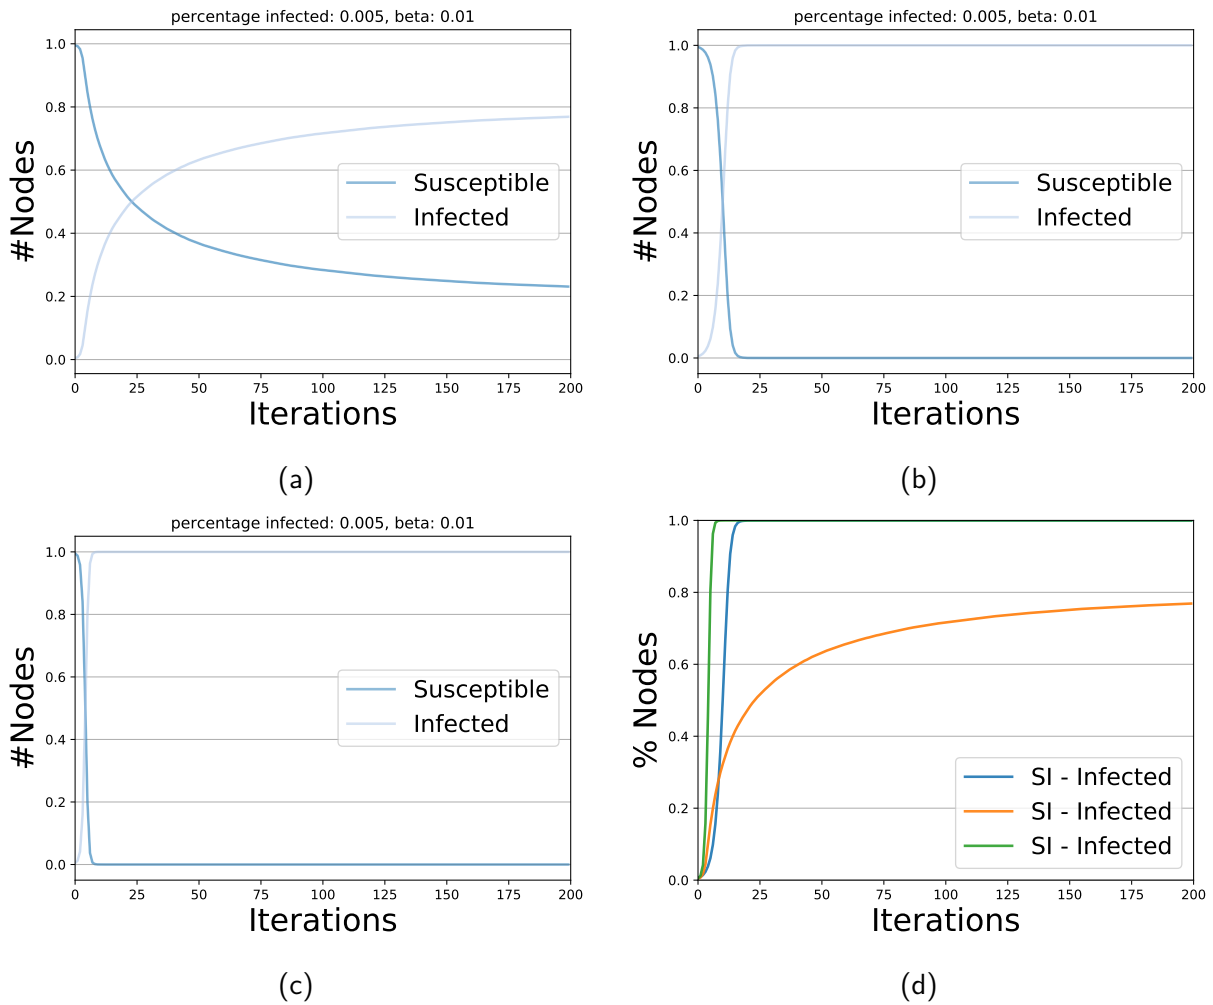 percentage infected: 0.005, beta: 0.01
#Nodes
1.0
0.8
0.6
0.4
0.2
0.0
Susceptible
Infected
0 25 50 75 100 125 150 175 200
Iterations
(a)
percentage infected: 0.005, beta: 0.01
#Nodes
1.0
0.8
0.6
0.4
0.2
0.0
Susceptible
Infected
0 25 50 75 100 125 150 175 200
Iterations
(b)
percentage infected: 0.005, beta: 0.01
#Nodes
1.0
0.8
0.6
0.4
0.2
0.0
Susceptible
Infected
0 25 50 75 100 125 150 175 200
Iterations
(c)
% Nodes
1.0
0.8
0.6
0.4
0.2
0.0
SI - Infected
SI - Infected
SI - Infected
0 25 50 75 100 125 150 175 200
Iterations
(d)